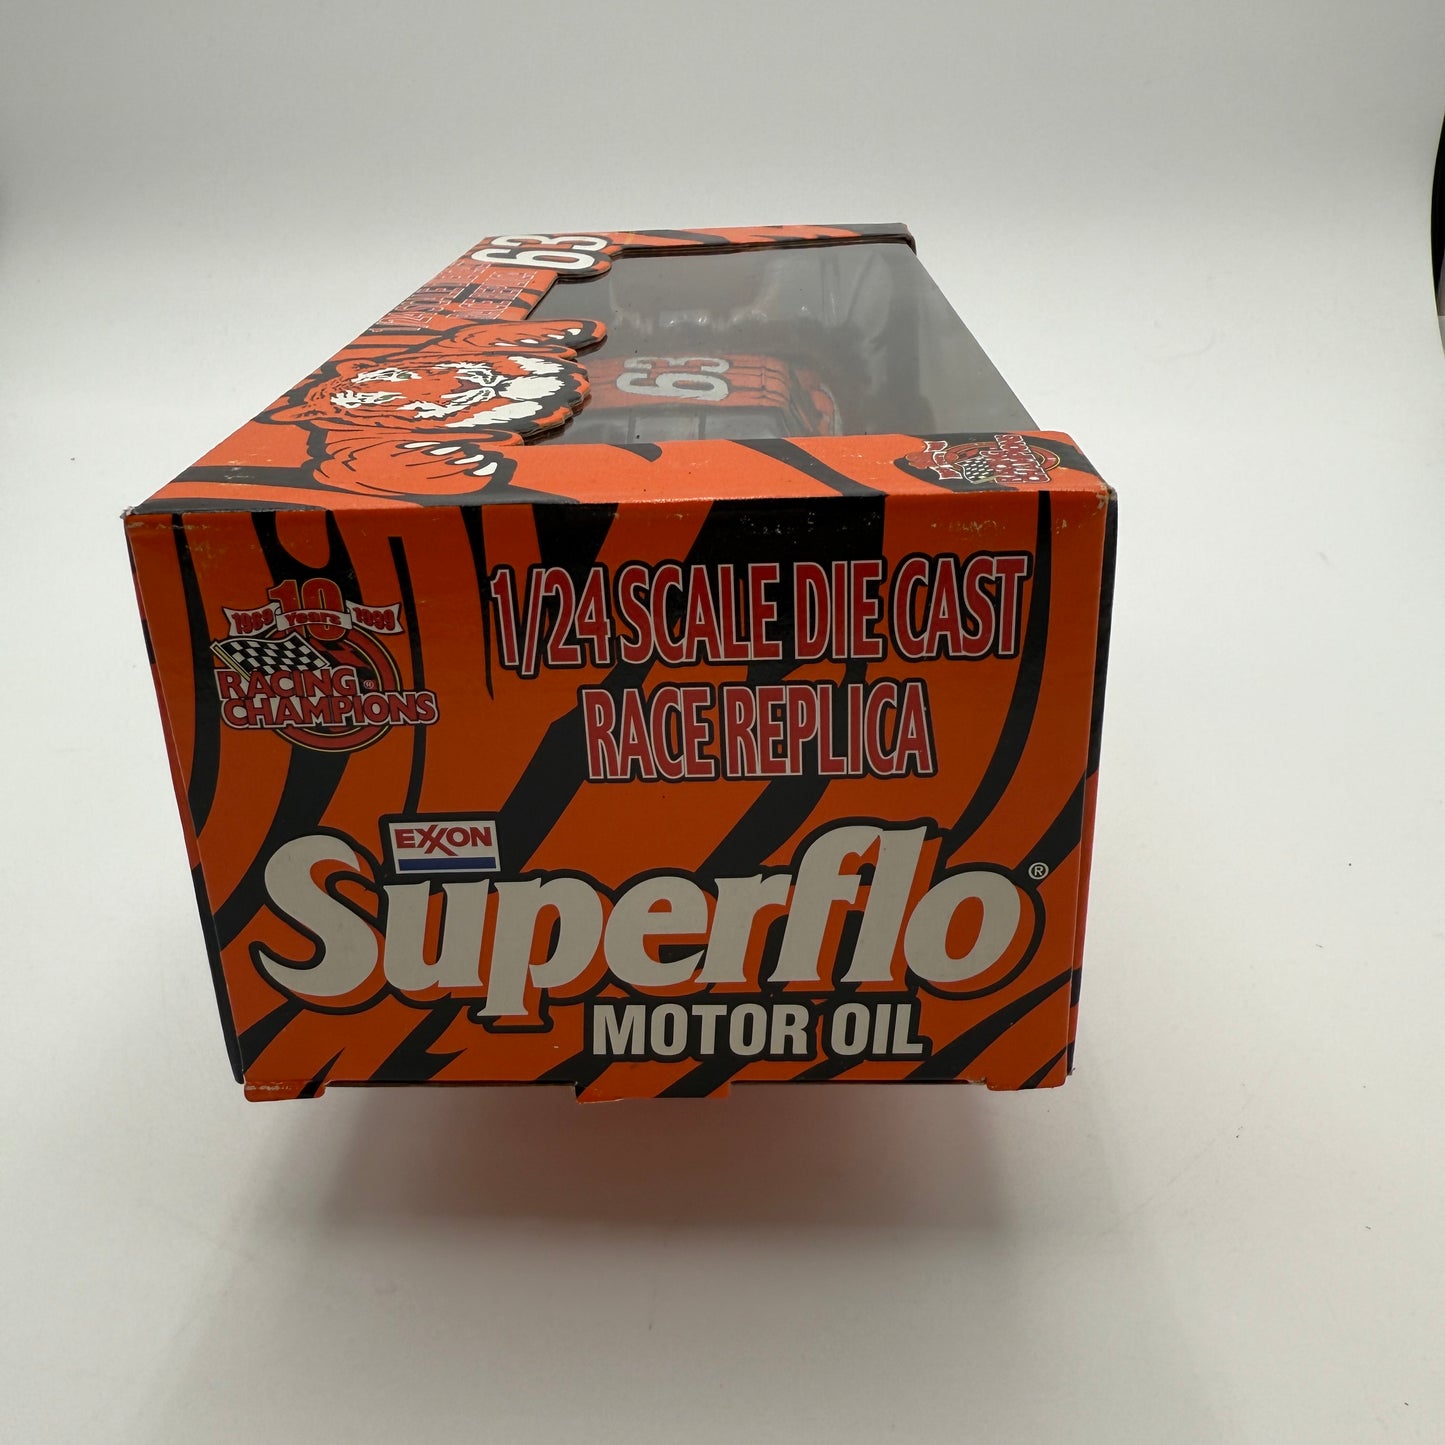 63
63
10
1989 Years 1999
RACING ®
CHAMPIONS
1/24 SCALE DIE CAST
RACE REPLICA
EXXON
Superflo ®
MOTOR OIL